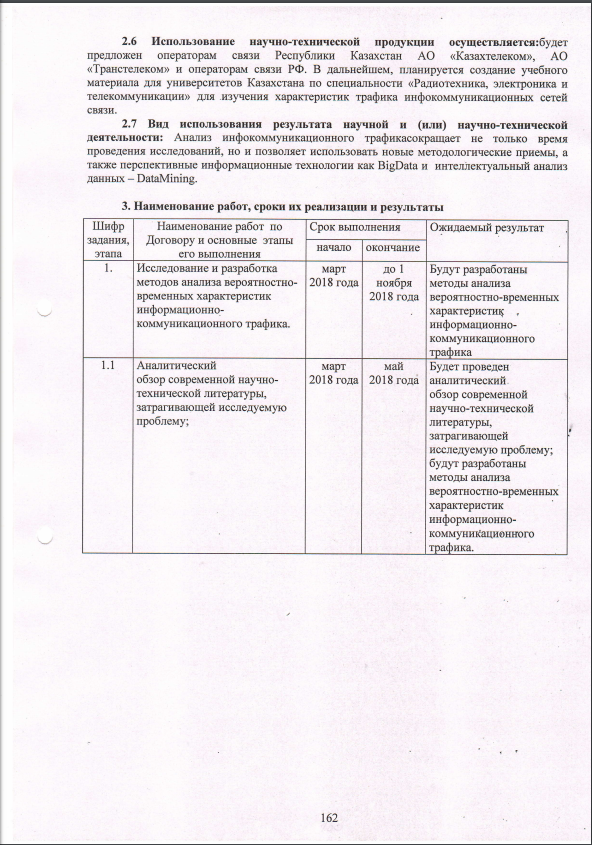 2.6 Использование научно-технической продукции осуществляется:будет
предложен операторам связи Республики Казахстан АО «Казахтелеком», АО
«Транстелеком» и операторам связи РФ. В дальнейшем, планируется создание учебного
материала для университетов Казахстана по специальности «Радиотехника, электроника и
телекоммуникации» для изучения характеристик трафика инфокоммуникационных сетей
связи.
2.7 Вид использования результата научной и (или) научно-технической
деятельности: Анализ инфокоммуникационного трафикасокращает не только время
проведения исследований, но и позволяет использовать новые методологические приемы, а
также перспективные информационные технологии как BigData и интеллектуальный анализ
данных – DataMining.
3. Наименование работ, сроки их реализации и результаты
Шифр
задания,
этапа
Наименование работ по
Договору и основные этапы
его выполнения
Срок выполнения
начало
окончание
Ожидаемый результат
1.
Исследование и разработка
методов анализа вероятностно-
временных характеристик
информационно-
коммуникационного трафика.
март
2018 года
до 1
ноября
2018 года
Будут разработаны
методы анализа
вероятностно-временных
характеристик
информационно-
коммуникационного
трафика
1.1
Аналитический
обзор современной научно-
технической литературы,
затрагивающей исследуемую
проблему;
март
2018 года
май
2018 года
Будет проведен
аналитический
обзор современной
научно-технической
литературы,
затрагивающей
исследуемую проблему;
будут разработаны
методы анализа
вероятностно-временных
характеристик
информационно-
коммуникационного
трафика.
162